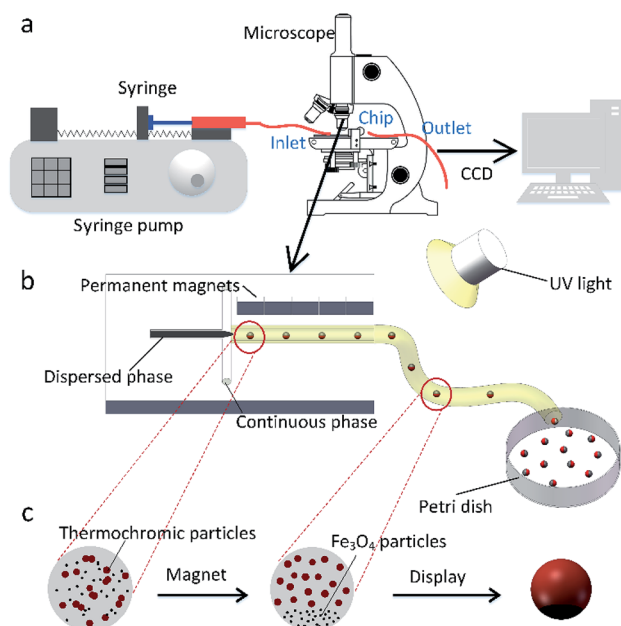 a
Microscope
Syringe
Chip
Inlet
Outlet
CCD
Syringe pump
b
Permanent magnets
UV light
Dispersed phase
Continuous phase
Petri dish
c
Thermochromic particles
Fe₃O₄ particles
Magnet
Display